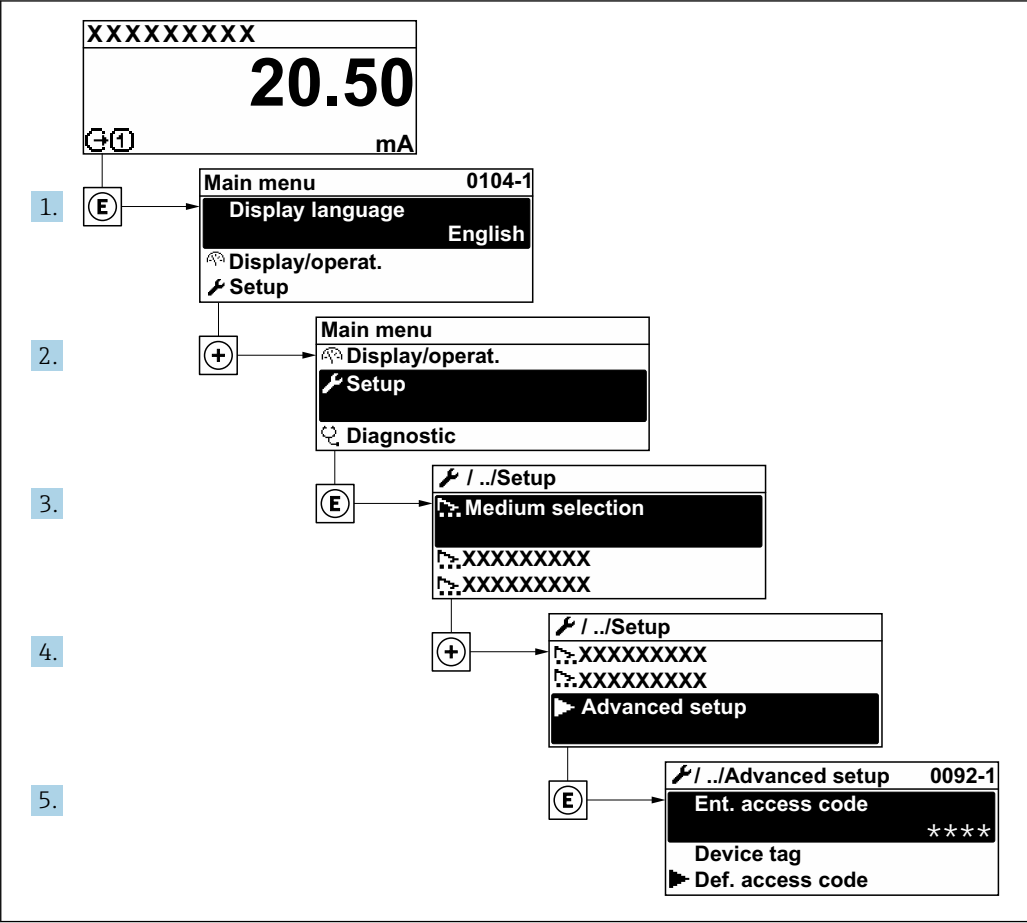 XXXXXXXXX
20.50
1 mA
1. E
Main menu 0104-1
Display language
English
Display/operat.
Setup
2. +
Main menu
Display/operat.
Setup
Diagnostic
3. E
/ ../Setup
Medium selection
XXXXXXXXX
XXXXXXXXX
4. +
/ ../Setup
XXXXXXXXX
XXXXXXXXX
Advanced setup
5. E
/ ../Advanced setup 0092-1
Ent. access code
****
Device tag
Def. access code